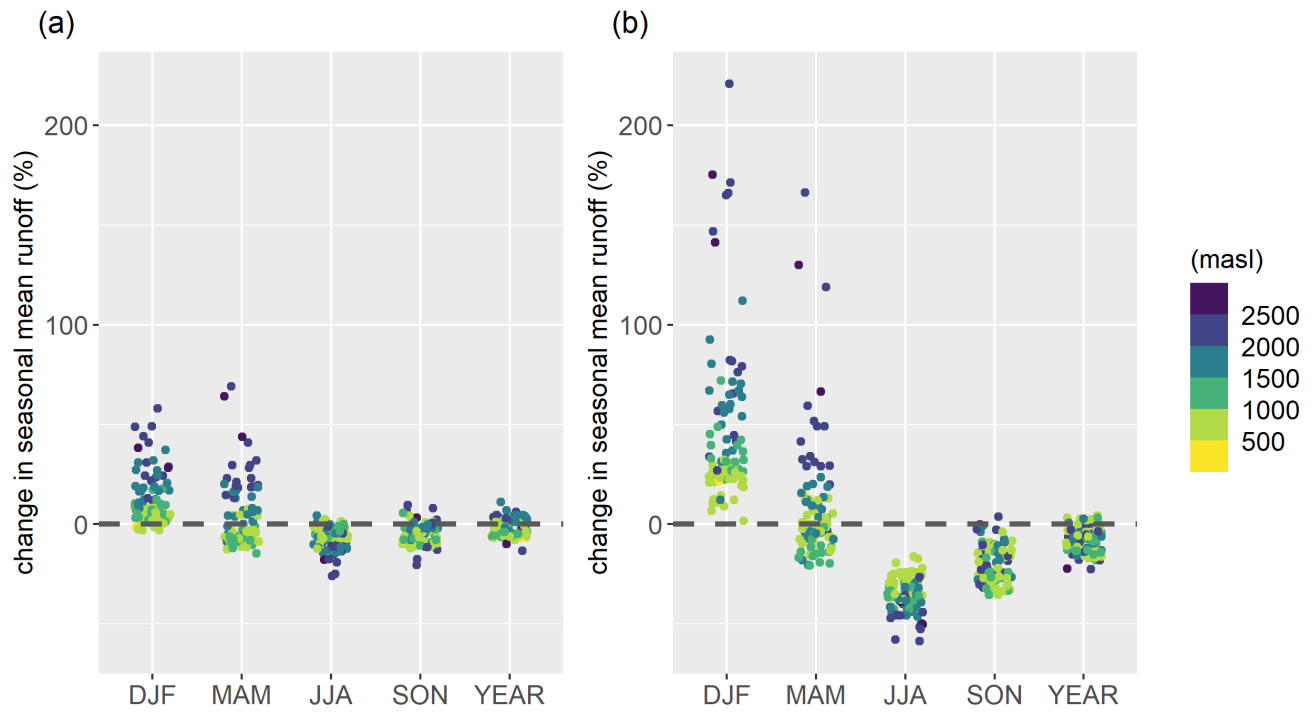 (a)
change in seasonal mean runoff (%)
200
100
0
DJF MAM JJA SON YEAR
(b)
change in seasonal mean runoff (%)
200
100
0
DJF MAM JJA SON YEAR
(masl)
2500
2000
1500
1000
500